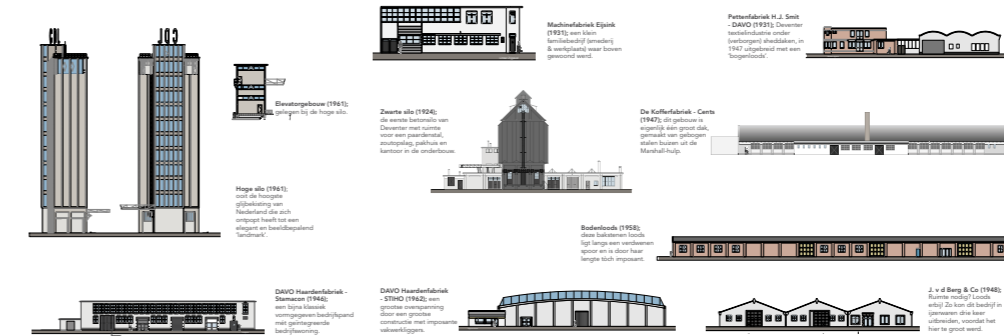 Machinefabriek Eijsink
(1931); een klein
familiebedrijf (smederij
& werkplaats) waar boven
gewoond werd.
Pettenfabriek H.J. Smit
- DAVO (1931); Deventer
textielindustrie onder
(verborgen) sheddaken, in
1947 uitgebreid met een
'bogenloods'.
Elevatorgebouw (1961);
gelegen bij de hoge silo.
Zwarte silo (1924);
de eerste betonsilo van
Deventer met ruimte
voor een paardenstal,
zoutopslag, pakhuis en
kantoor in de onderbouw.
De Kofferfabriek - Cents
(1947); dit gebouw is
eigenlijk één groot dak,
gemaakt van gebogen
stalen buizen uit de
Marshall-hulp.
Hoge silo (1961);
ooit de hoogste
glijbekisting van
Nederland die zich
ontpopt heeft tot een
elegant en beeldbepalend
'landmark'.
Bodenloods (1958);
deze bakstenen loods
ligt langs een verdwenen
spoor en is door haar
lengte tóch imposant.
DAVO Haardenfabriek -
Stamacon (1946);
een bijna klassiek
vormgegeven bedrijfspand
met geïntegreerde
bedrijfswoning.
DAVO Haardenfabriek
- STIHO (1962); een
grootse overspanning
door een grootse
constructie met imposante
vakwerkliggers.
J. v d Berg & Co (1948);
Ruimte nodig? Loods
erbij! Zo kon dit bedrijf in
ijzerwaren drie keer
uitbreiden, voordat het
hier te groot werd.